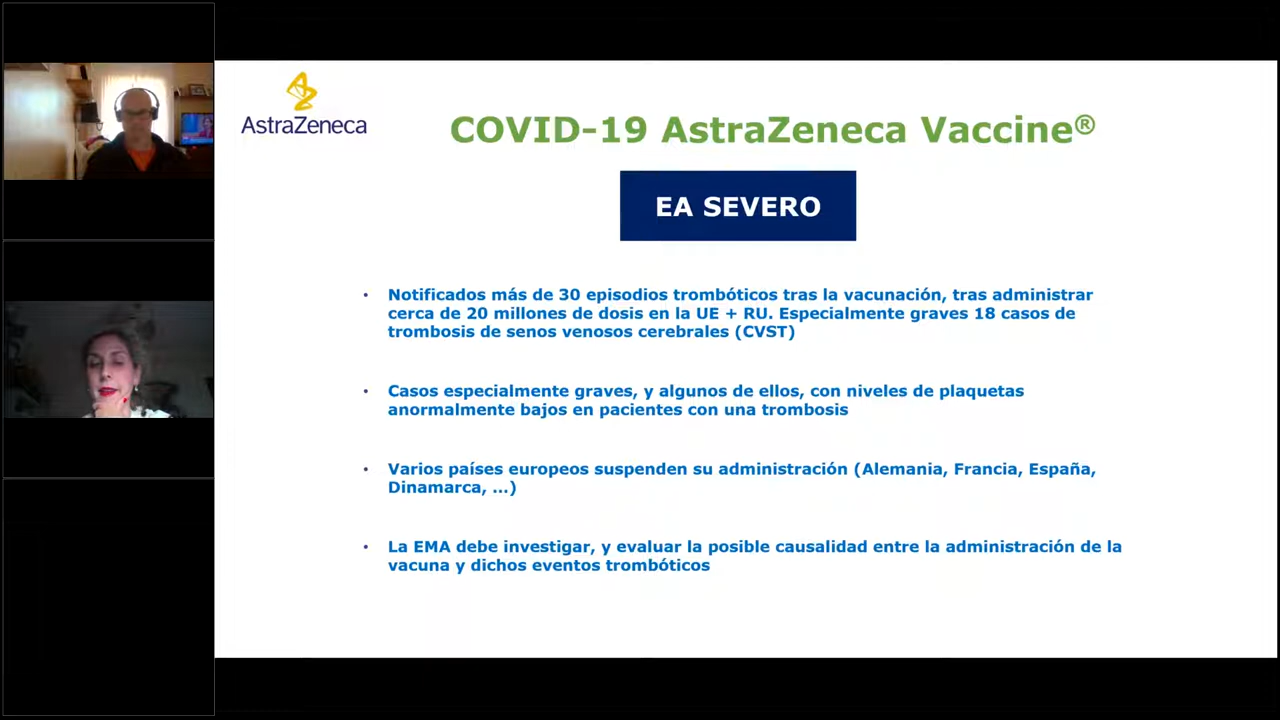 AstraZeneca
COVID-19 AstraZeneca Vaccine®
EA SEVERO
• Notificados más de 30 episodios trombóticos tras la vacunación, tras administrar
cerca de 20 millones de dosis en la UE + RU. Especialmente graves 18 casos de
trombosis de senos venosos cerebrales (CVST)
• Casos especialmente graves, y algunos de ellos, con niveles de plaquetas
anormalmente bajos en pacientes con una trombosis
• Varios países europeos suspenden su administración (Alemania, Francia, España,
Dinamarca, ...)
• La EMA debe investigar, y evaluar la posible causalidad entre la administración de la
vacuna y dichos eventos trombóticos